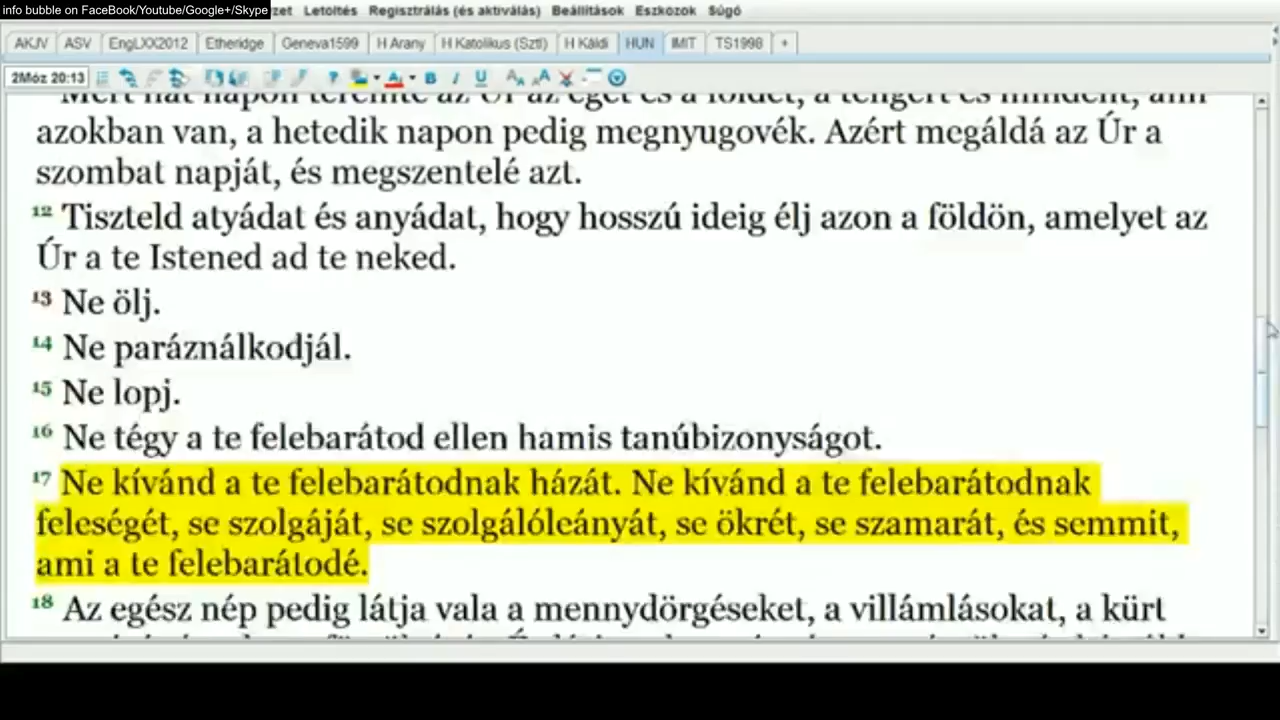 info bubble on FaceBook/Youtube/Google+/Skype Letöltés Regisztrálás (és aktiválás) Beállítások Eszközök Súgó
AKJV ASV EngLXX2012 Etheridge Geneva1599 H Arany H Katolikus (SztI) H Káldi HUN IMIT TS1998 +
2Móz 20:13
azokban van, a hetedik napon pedig megnyugovék. Azért megáldá az Úr a
szombat napját, és megszentelé azt.
12 Tiszteld atyádat és anyádat, hogy hosszú ideig élj azon a földön, amelyet az
Úr a te Istened ad te neked.
13 Ne ölj.
14 Ne paráználkodjál.
15 Ne lopj.
16 Ne tégy a te felebarátod ellen hamis tanúbizonyságot.
17 Ne kívánd a te felebarátodnak házát. Ne kívánd a te felebarátodnak
feleségét, se szolgáját, se szolgálóleányát, se ökrét, se szamarát, és semmit,
ami a te felebarátodé.
18 Az egész nép pedig látja vala a mennydörgéseket, a villámlásokat, a kürt